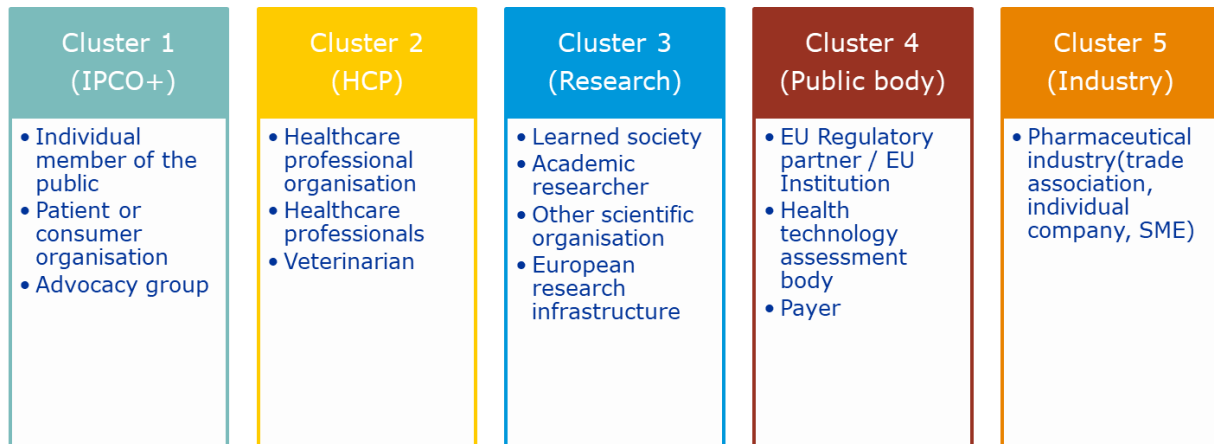 Cluster 1
(IPCO+)
• Individual
member of the
public
• Patient or
consumer
organisation
• Advocacy group
Cluster 2
(HCP)
• Healthcare
professional
organisation
• Healthcare
professionals
• Veterinarian
Cluster 3
(Research)
• Learned society
• Academic
researcher
• Other scientific
organisation
• European
research
infrastructure
Cluster 4
(Public body)
• EU Regulatory
partner / EU
Institution
• Health
technology
assessment
body
• Payer
Cluster 5
(Industry)
• Pharmaceutical
industry(trade
association,
individual
company, SME)